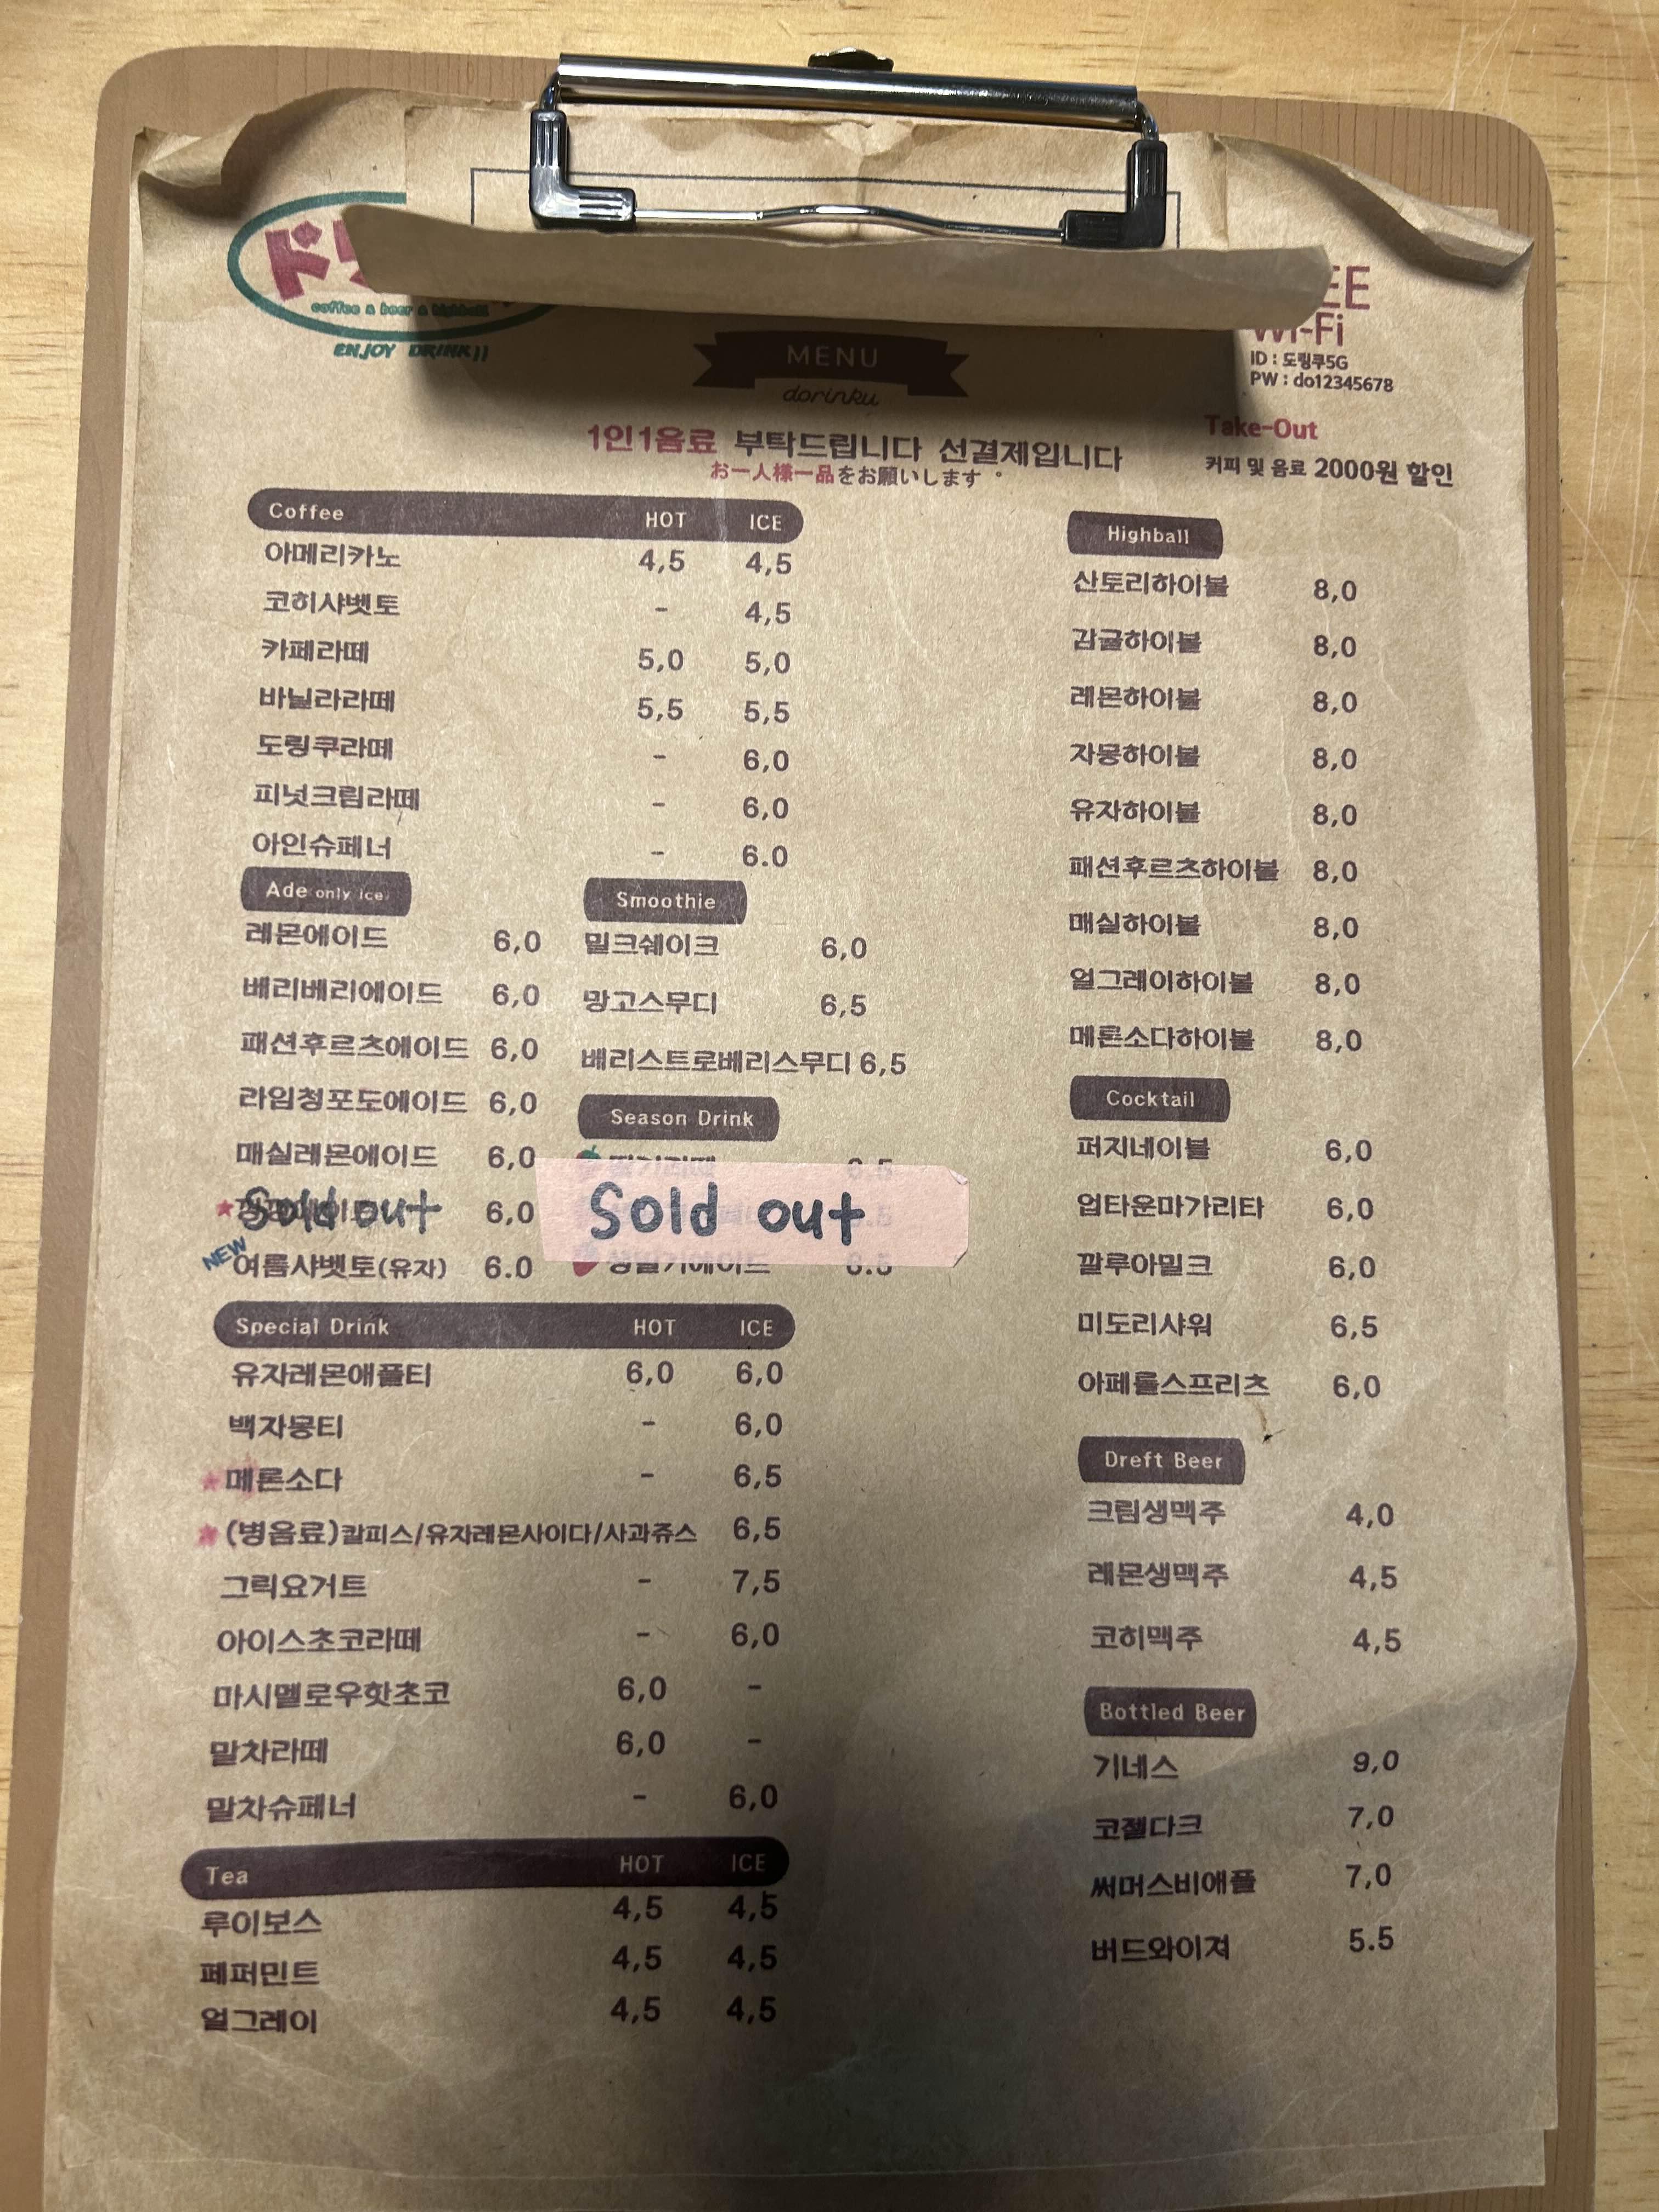 coffee & beer & highball
ENJOY DRINK!!
MENU
dorinku
Wi-Fi
ID : 도링쿠5G
PW : do12345678
Take-Out
커피 및 음료 2000원 할인
1인1음료 부탁드립니다 선결제입니다
お一人様一品をお願いします。
Coffee HOT ICE
아메리카노 4,5 4,5
코히샤벳토 - 4,5
카페라떼 5,0 5,0
바닐라라떼 5,5 5,5
도링쿠라떼 - 6,0
피넛크림라떼 - 6,0
아인슈페너 - 6.0
Ade only ice
레몬에이드 6,0
베리베리에이드 6,0
패션후르츠에이드 6,0
라임청포도에이드 6,0
매실레몬에이드 6,0
Sold out 6,0
NEW 여름샤벳토(유자) 6.0
Smoothie
밀크쉐이크 6,0
망고스무디 6,5
배리스트로베리스무디 6,5
Season Drink
Sold out
Special Drink HOT ICE
유자레몬애플티 6,0 6,0
백자몽티 - 6,0
★메론소다 - 6,5
★(병음료)칼피스/유자레몬사이다/사과쥬스 6,5
그릭요거트 - 7,5
아이스초코라떼 - 6,0
마시멜로우핫초코 6,0 -
말차라떼 6,0 -
말차슈페너 - 6,0
Tea HOT ICE
루이보스 4,5 4,5
페퍼민트 4,5 4,5
얼그레이 4,5 4,5
Highball
산토리하이볼 8,0
감귤하이볼 8,0
레몬하이볼 8,0
자몽하이볼 8,0
유자하이볼 8,0
패션후르츠하이볼 8,0
매실하이볼 8,0
얼그레이하이볼 8,0
메론소다하이볼 8,0
Cocktail
퍼지네이블 6,0
업타운마가리타 6,0
깔루아밀크 6,0
미도리샤워 6,5
아페롤스프리츠 6,0
Dreft Beer
크림생맥주 4,0
레몬생맥주 4,5
코히맥주 4,5
Bottled Beer
기네스 9,0
코젤다크 7,0
써머스비애플 7,0
버드와이져 5.5